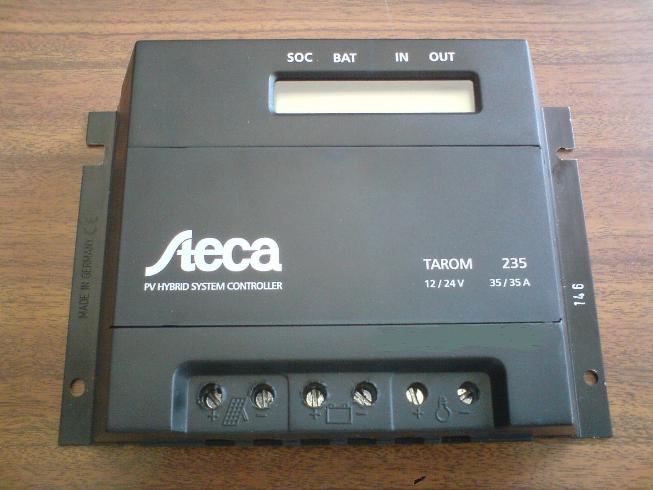 SOC BAT IN OUT
Steca
PV HYBRID SYSTEM CONTROLLER
TAROM 235
12 / 24 V 35 / 35 A
MADE IN GERMANY CE
146
+ - + - + -